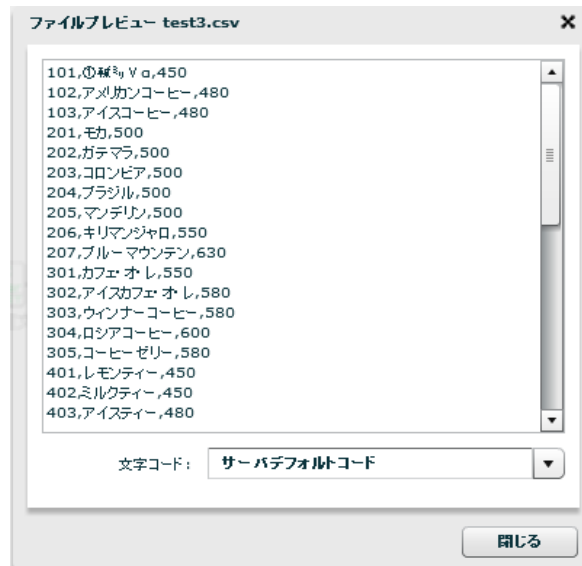 ファイルプレビュー test3.csv
101,①㍉Ⅴα,450
102,アメリカンコーヒー,480
103,アイスコーヒー,480
201,モカ,500
202,ガテマラ,500
203,コロンビア,500
204,ブラジル,500
205,マンデリン,500
206,キリマンジャロ,550
207,ブルーマウンテン,630
301,カフェ・オ・レ,550
302,アイスカフェ・オ・レ,580
303,ウィンナーコーヒー,580
304,ロシアコーヒー,600
305,コーヒーゼリー,580
401,レモンティー,450
402,ミルクティー,450
403,アイスティー,480
文字コード: サーバデフォルトコード
閉じる